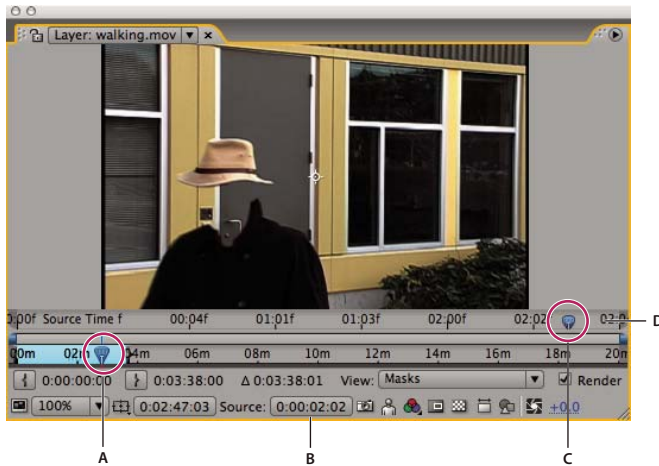 Layer: walking.mov
0:00f Source Time f 00:04f 01:01f 01:03f 02:00f 02:02 02:0
D
00m 02m 04m 06m 08m 10m 12m 14m 16m 18m 20m
0:00:00:00 0:03:38:00 Δ 0:03:38:01 View: Masks Render
100% 0:02:47:03 Source: 0:00:02:02 +0.0
A B C